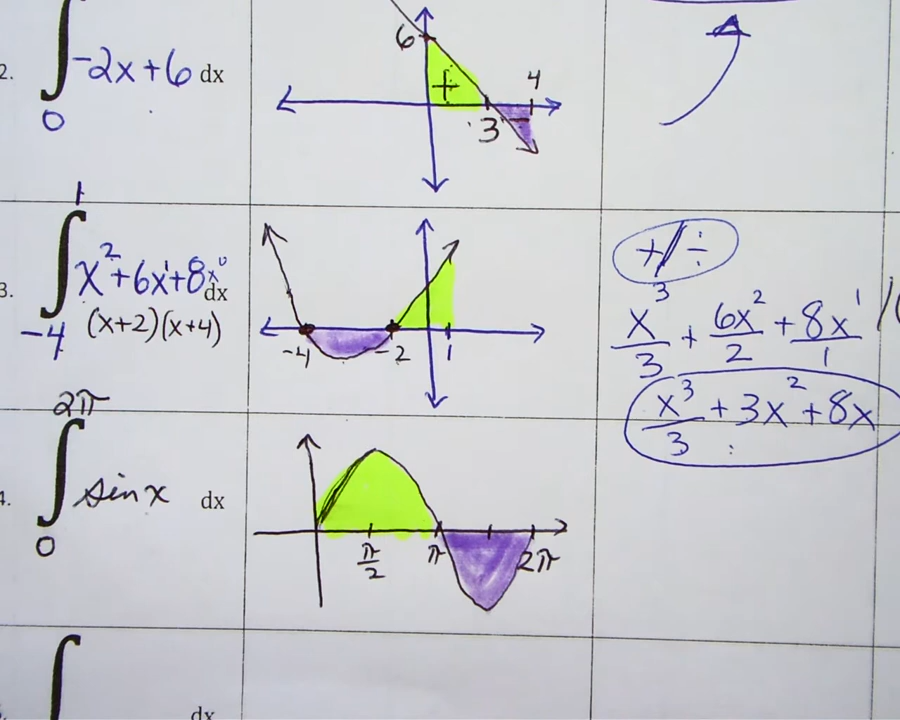 2. ∫ -2x+6 dx
0
6
+
3
4
−
3. 1
∫ x²+6x¹+8x⁰ dx
-4
(x+2)(x+4)
-4 -2 1
+/÷
x³/3 + 6x²/2 + 8x¹/1
x³/3 + 3x² + 8x
4. 2π
∫ sin x dx
0
π/2 π 2π
∫ dx